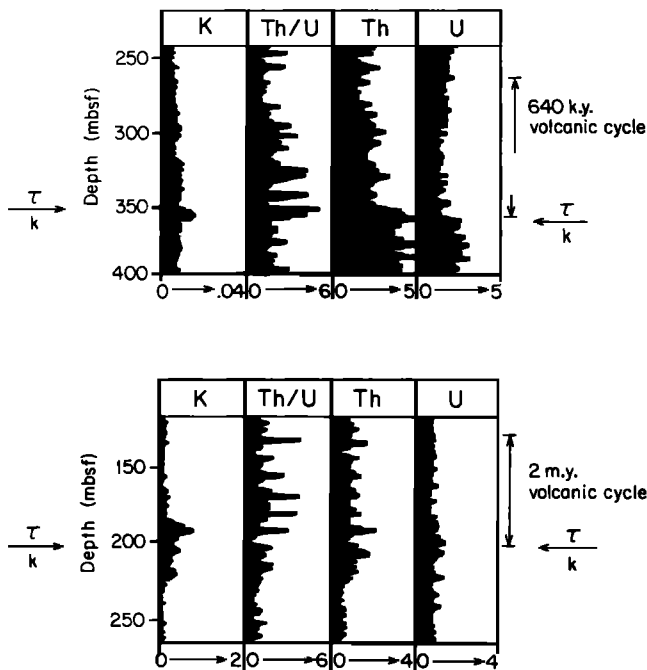 K Th/U Th U
250
300
350
400
Depth (mbsf)
640 k.y.
volcanic cycle
τ
k
τ
k
0 → .04 0 → 6 0 → 5 0 → 5
K Th/U Th U
150
200
250
Depth (mbsf)
2 m.y.
volcanic cycle
τ
k
τ
k
0 → 2 0 → 6 0 → 4 0 → 4